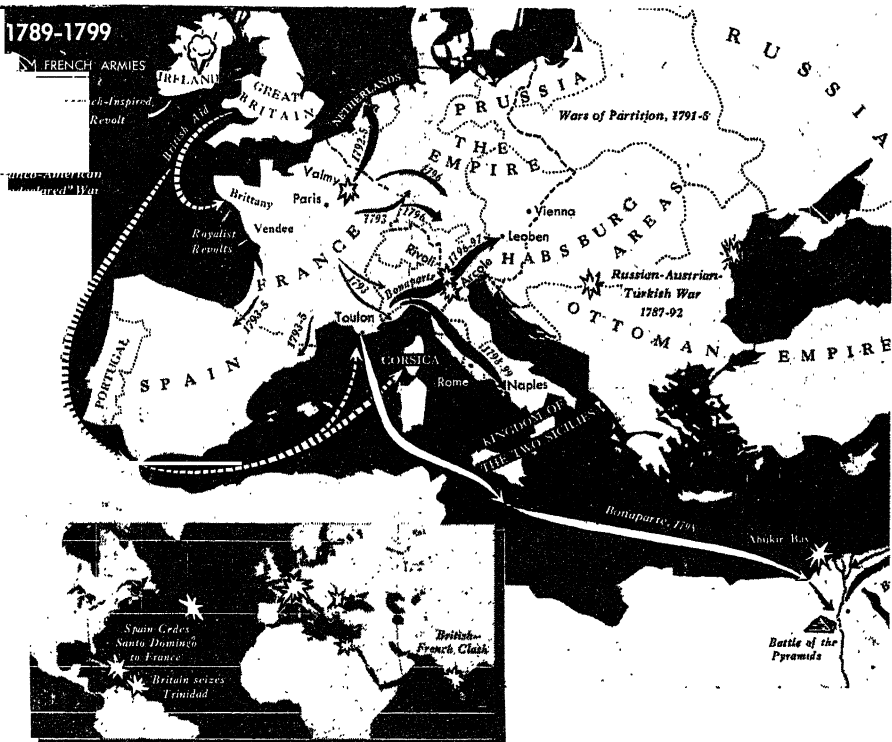 1789-1799
FRENCH ARMIES
Revolt
War
IRELAND
GREAT
BRITAIN
British Aid
NETHERLANDS
PRUSSIA
RUSSIA
Wars of Partition, 1791-5
THE
EMPIRE
1792-5
1796
Valmy
Paris
Brittany
Vendee
Royalist
Revolts
FRANCE
1793
1796
Vienna
Leoben
HABSBURG
AREAS
Rivoli
1796-97
Arcole
Bonaparte
1793
Russian-Austrian-
Turkish War
1787-92
OTTOMAN EMPIRE
1793-5
1793-5
Toulon
PORTUGAL
SPAIN
CORSICA
Rome
1798-99
Naples
KINGDOM OF
THE TWO SICILIES
Bonaparte, 1798
Abukir Bay
Battle of the
Pyramids
Spain Cedes
Santo Domingo
to France
Britain seizes
Trinidad
British-
French Clash